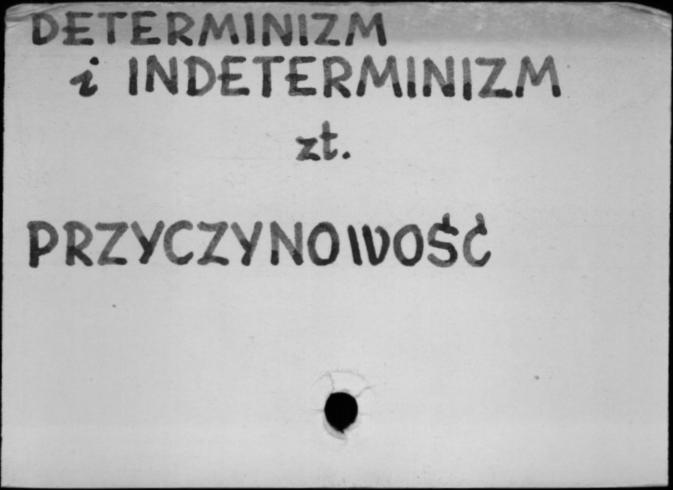 DETERMINIZM
i INDETERMINIZM
zt.
PRZYCZYNOWOŚĆ